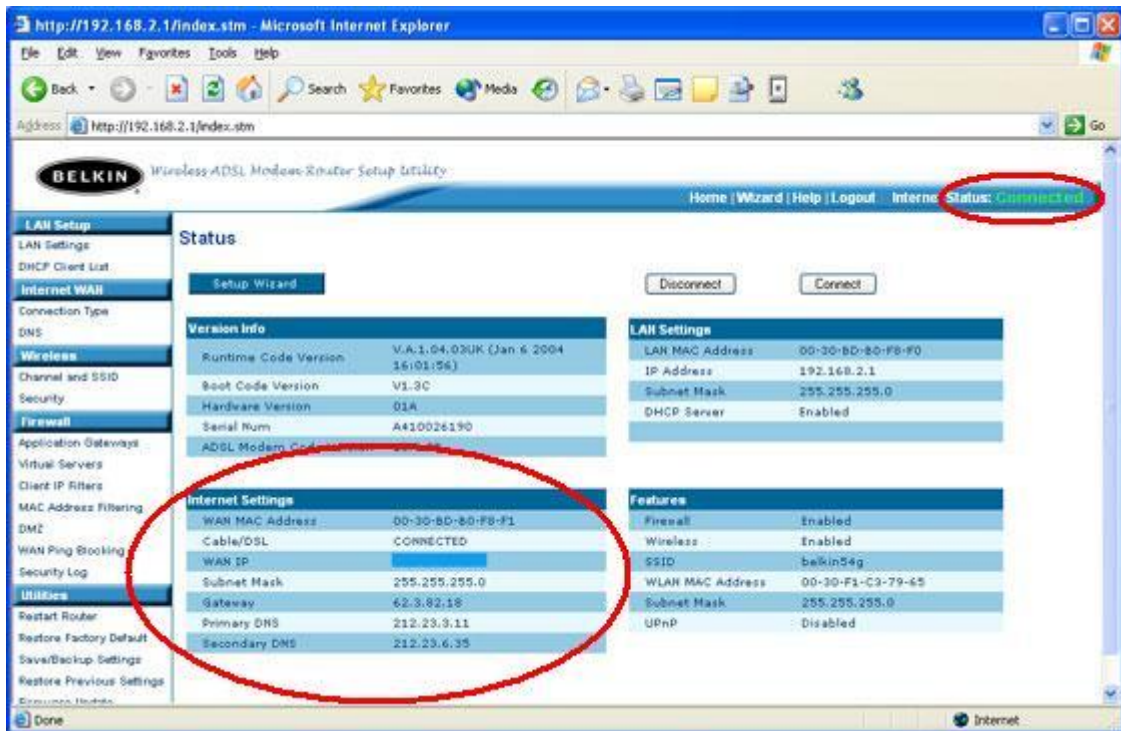 http://192.168.2.1/index.stm - Microsoft Internet Explorer
File Edit View Favorites Tools Help
Back Search Favorites Media
Address http://192.168.2.1/index.stm Go
BELKIN Wireless ADSL Modem-Router Setup Utility
Home | Wizard | Help | Logout Internet Status: Connected
LAN Setup
LAN Settings
DHCP Client List
Internet WAN
Connection Type
DNS
Wireless
Channel and SSID
Security
Firewall
Application Gateways
Virtual Servers
Client IP Filters
MAC Address Filtering
DMZ
WAN Ping Blocking
Security Log
Utilities
Restart Router
Restore Factory Default
Save/Backup Settings
Restore Previous Settings
Firmware Update
Status
Setup Wizard Disconnect Connect
Version Info
Runtime Code Version V.A.1.04.03UK (Jan 6 2004
16:01:56)
Boot Code Version V1.3C
Hardware Version 01A
Serial Num A410026190
ADSL Modem Code Version
LAN Settings
LAN MAC Address 00-30-BD-80-F8-F0
IP Address 192.168.2.1
Subnet Mask 255.255.255.0
DHCP Server Enabled
Internet Settings
WAN MAC Address 00-30-BD-80-F8-F1
Cable/DSL CONNECTED
WAN IP
Subnet Mask 255.255.255.0
Gateway 62.3.82.18
Primary DNS 212.23.3.11
Secondary DNS 212.23.6.35
Features
Firewall Enabled
Wireless Enabled
SSID belkin54g
WLAN MAC Address 00-30-F1-C3-79-65
Subnet Mask 255.255.255.0
UPnP Disabled
Done Internet